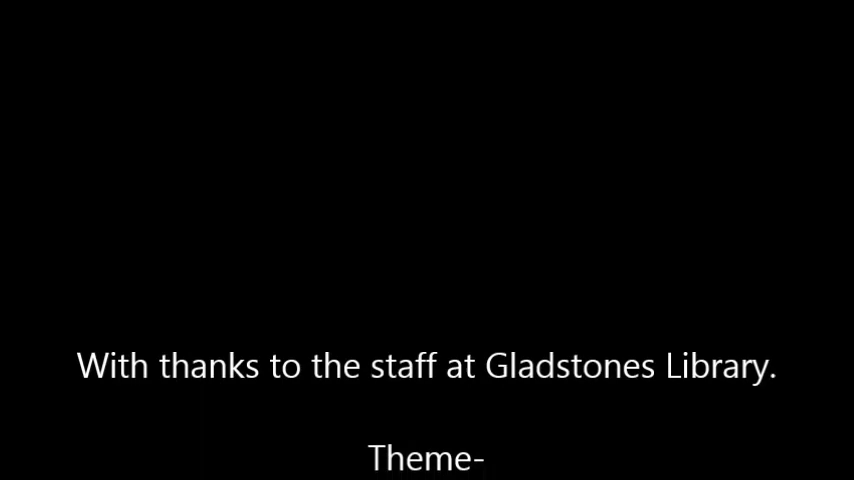 With thanks to the staff at Gladstones Library.
Theme-